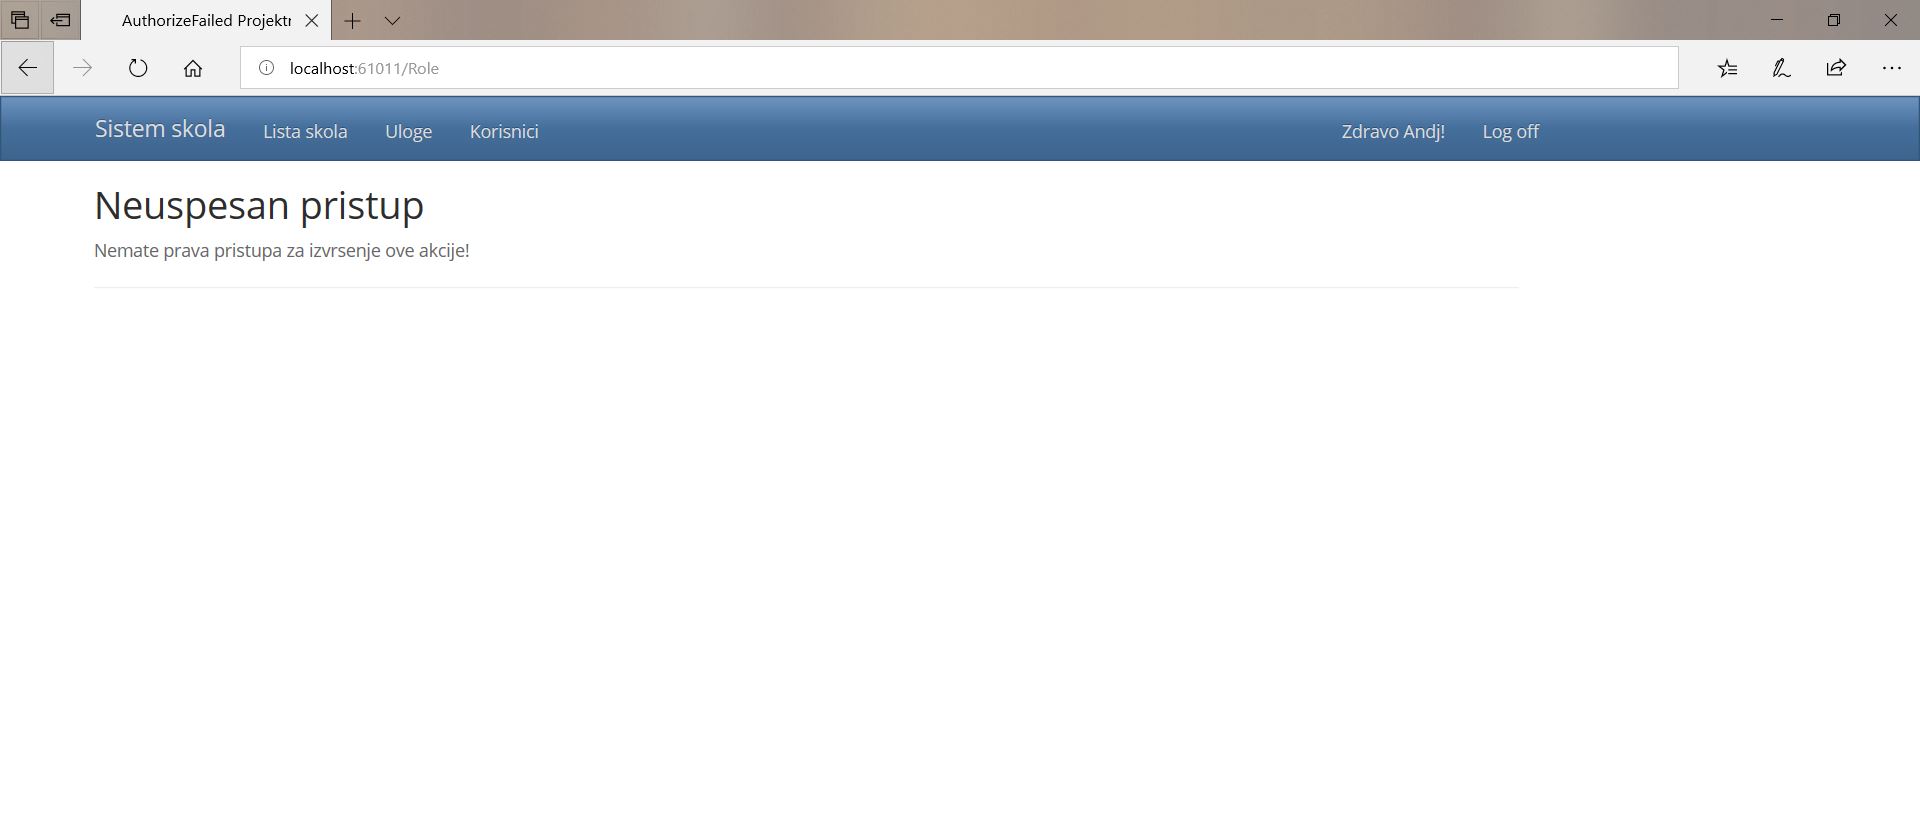 AuthorizeFailed Projektı
localhost:61011/Role
Sistem skola Lista skola Uloge Korisnici Zdravo Andj! Log off
Neuspesan pristup
Nemate prava pristupa za izvrsenje ove akcije!